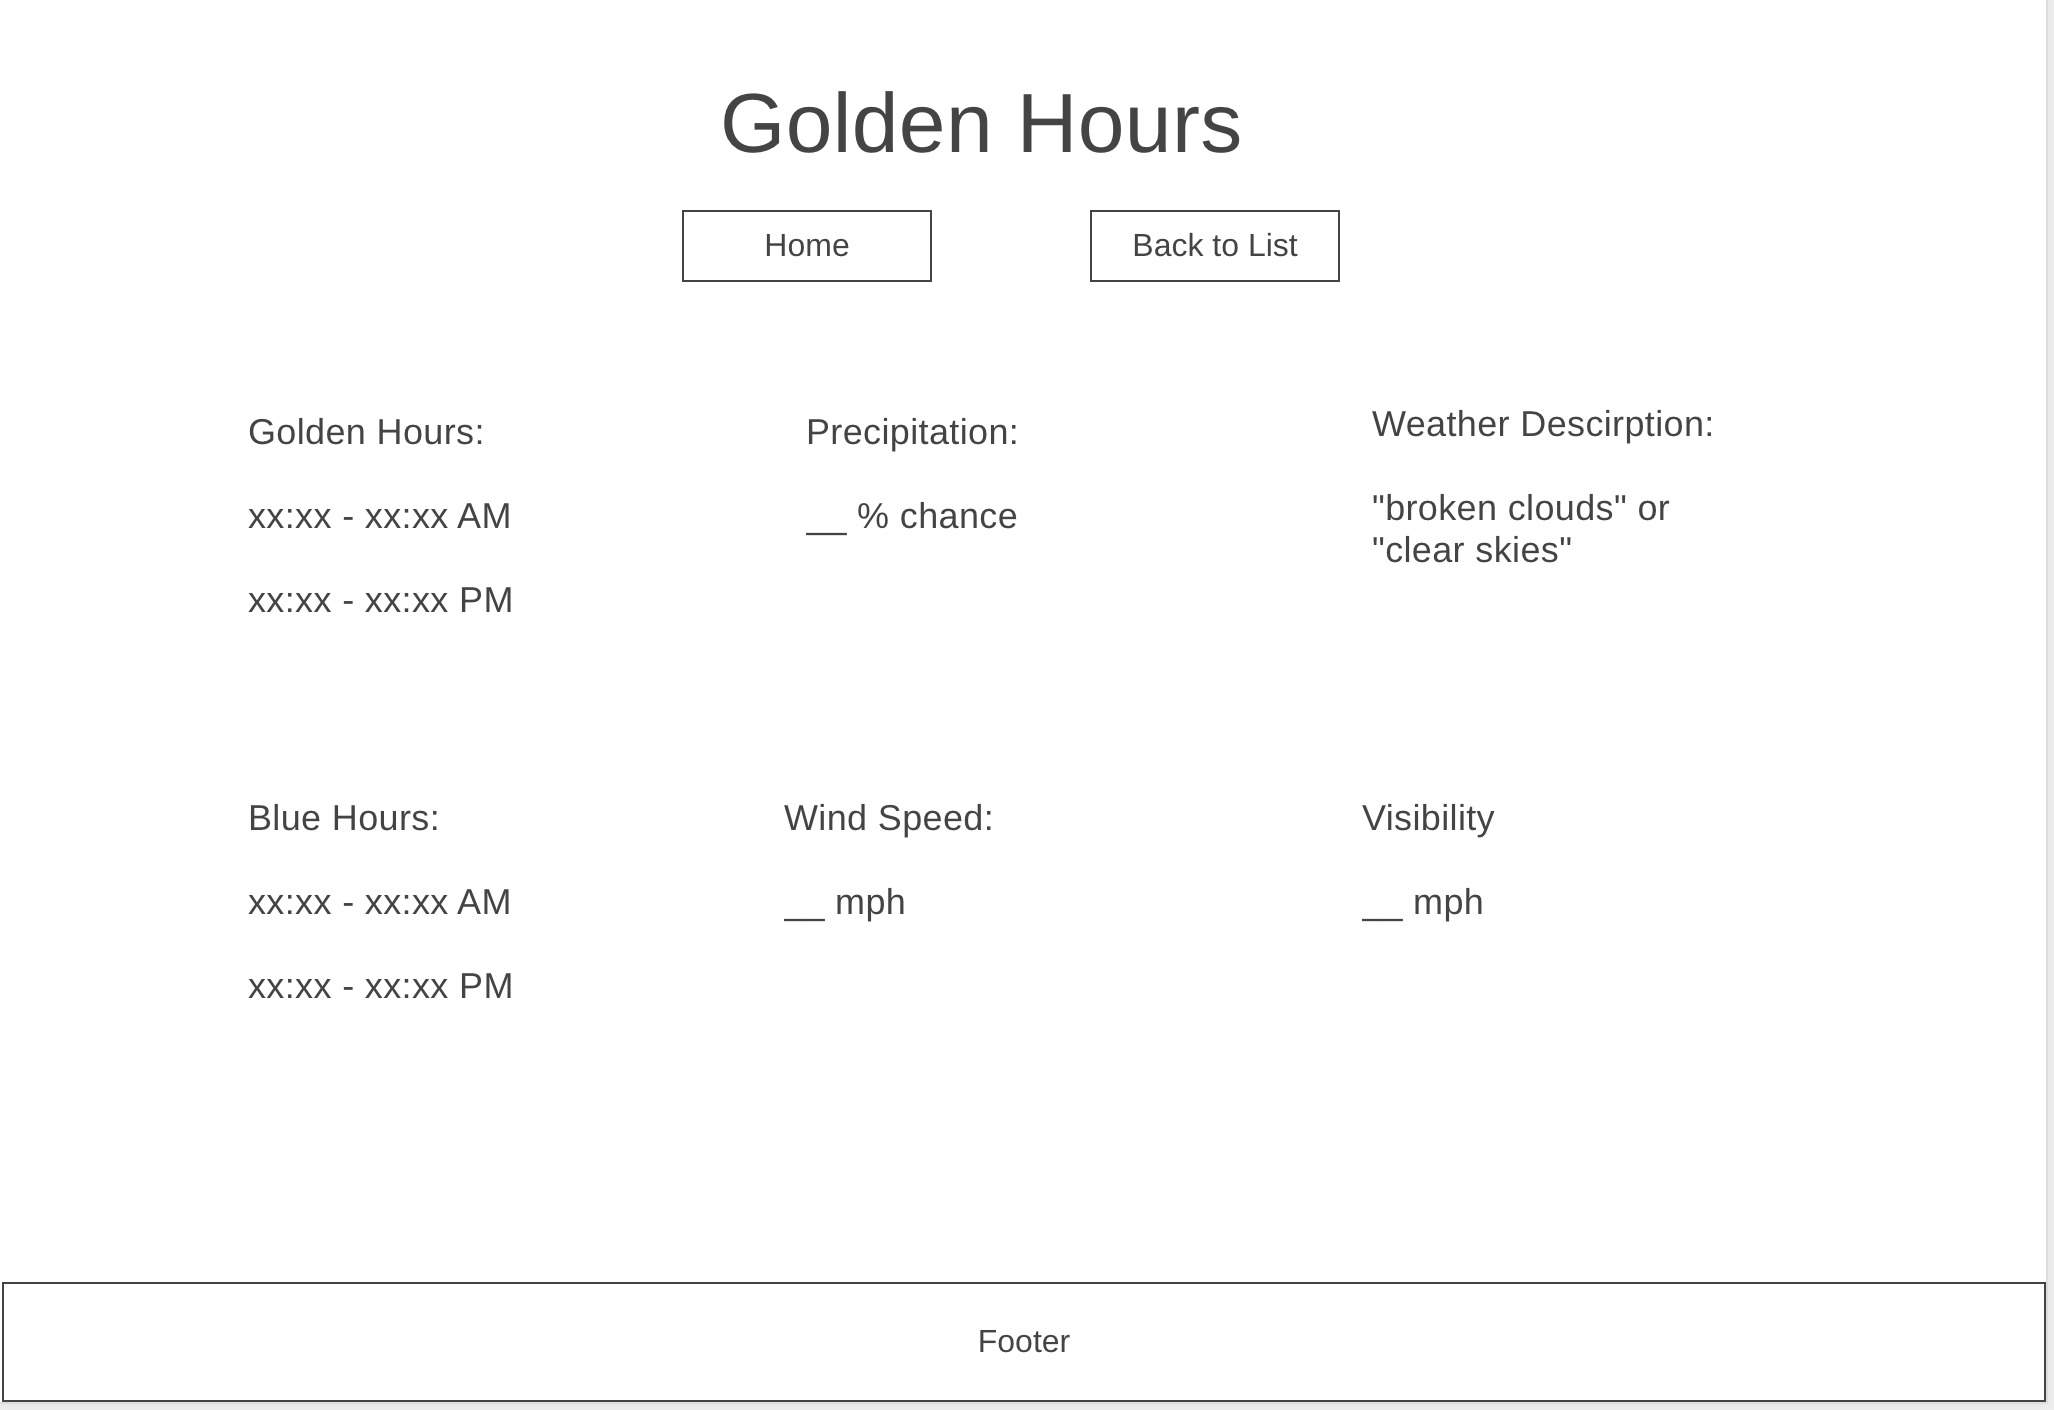 Golden Hours
Home
Back to List
Golden Hours:
xx:xx - xx:xx AM
xx:xx - xx:xx PM
Precipitation:
__ % chance
Weather Descirption:
"broken clouds" or
"clear skies"
Blue Hours:
xx:xx - xx:xx AM
xx:xx - xx:xx PM
Wind Speed:
__ mph
Visibility
__ mph
Footer